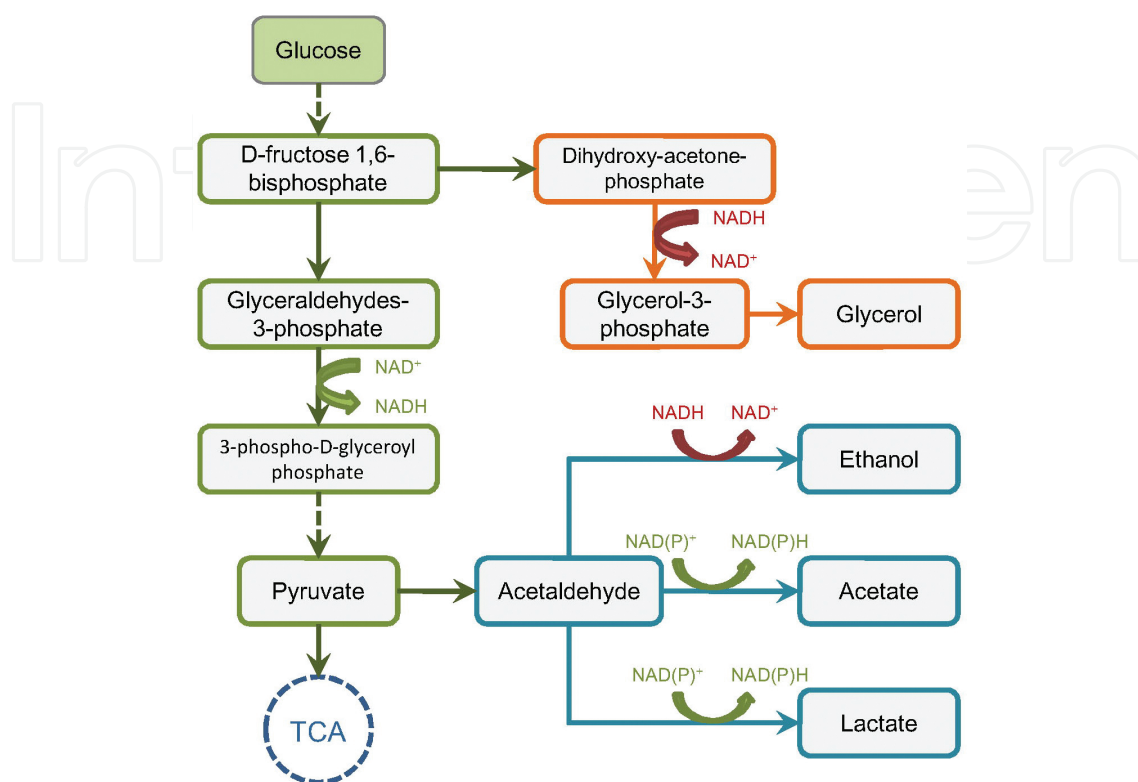 Glucose
D-fructose 1,6-
bisphosphate
Dihydroxy-acetone-
phosphate
NADH
NAD⁺
Glyceraldehydes-
3-phosphate
Glycerol-3-
phosphate
Glycerol
NAD⁺
NADH
3-phospho-D-glyceroyl
phosphate
NADH
NAD⁺
Ethanol
NAD(P)⁺
NAD(P)H
Pyruvate
Acetaldehyde
Acetate
NAD(P)⁺
NAD(P)H
Lactate
TCA